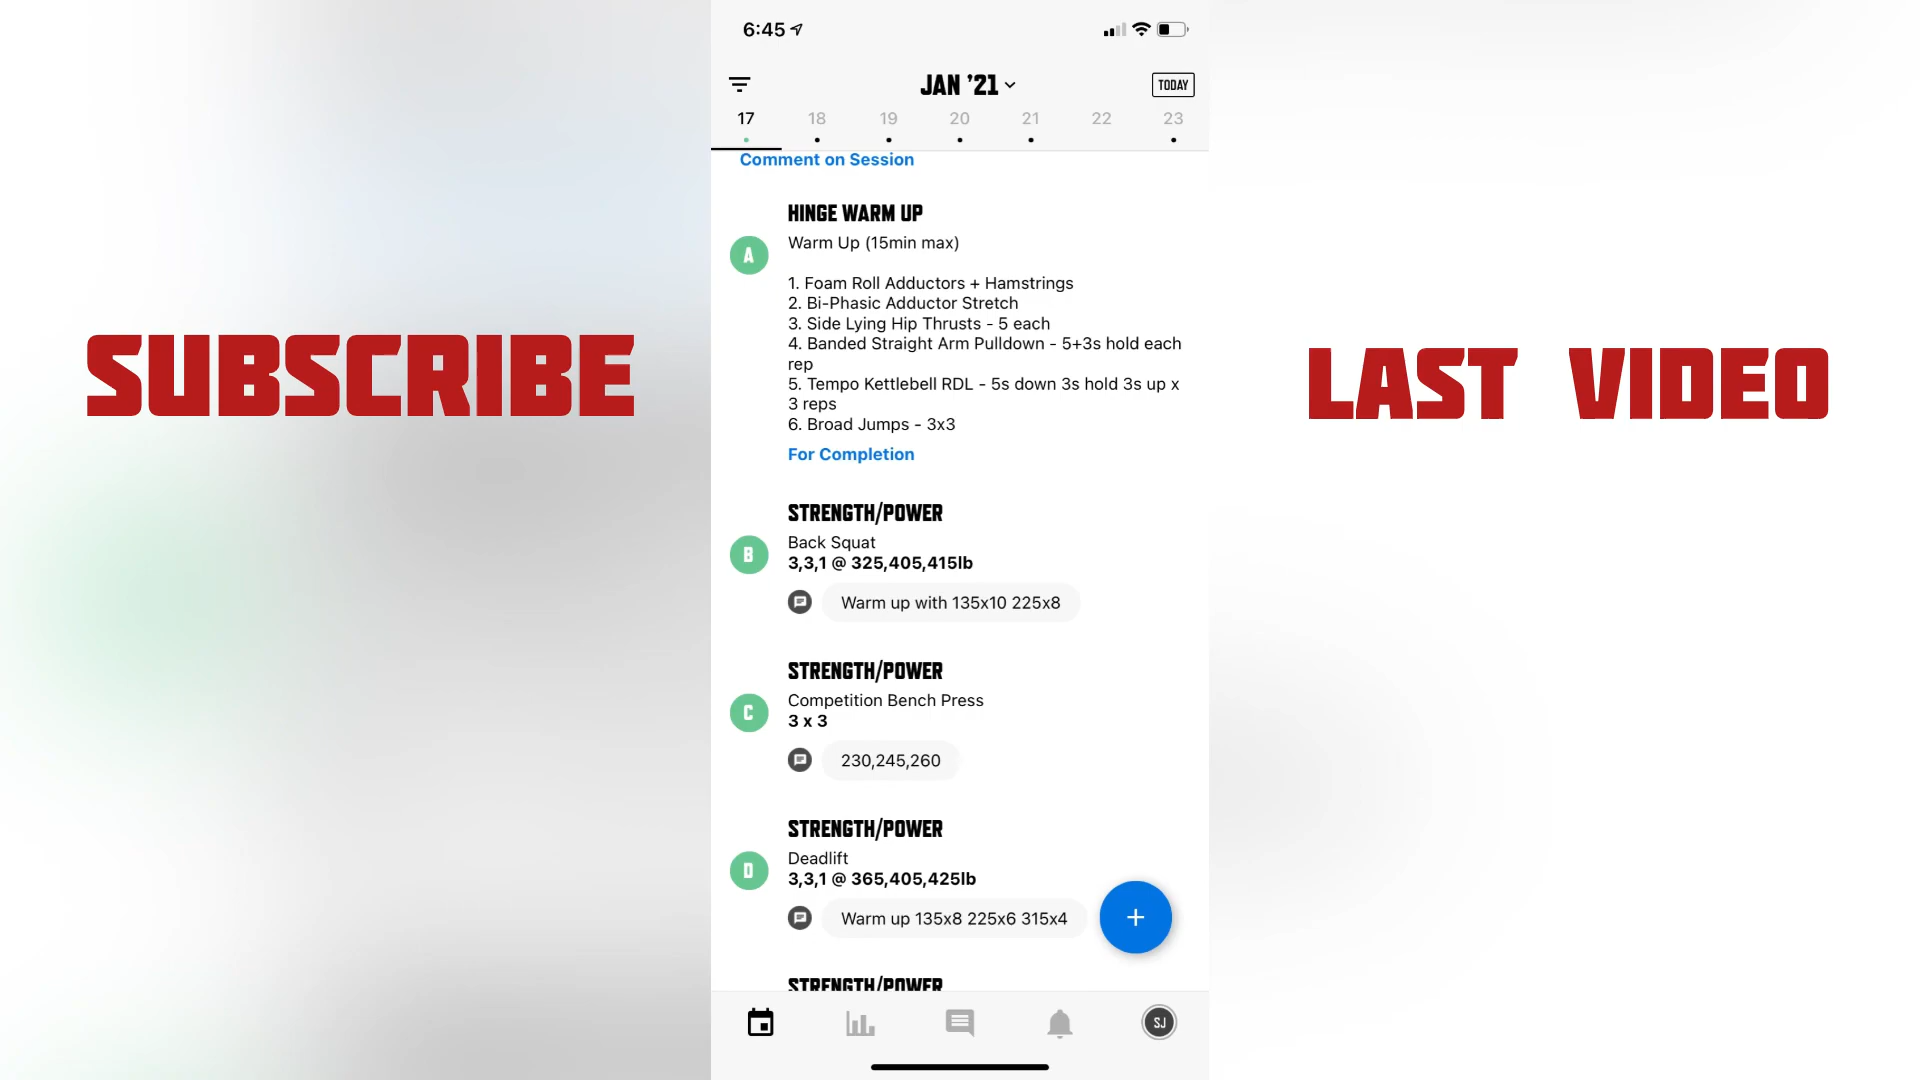 6:45
JAN '21
TODAY
17 18 19 20 21 22 23
Comment on Session
HINGE WARM UP
A
Warm Up (15min max)
1. Foam Roll Adductors + Hamstrings
2. Bi-Phasic Adductor Stretch
3. Side Lying Hip Thrusts - 5 each
4. Banded Straight Arm Pulldown - 5+3s hold each
rep
5. Tempo Kettlebell RDL - 5s down 3s hold 3s up x
3 reps
6. Broad Jumps - 3x3
For Completion
STRENGTH/POWER
B
Back Squat
3,3,1 @ 325,405,415lb
Warm up with 135x10 225x8
STRENGTH/POWER
C
Competition Bench Press
3 x 3
230,245,260
STRENGTH/POWER
D
Deadlift
3,3,1 @ 365,405,425lb
Warm up 135x8 225x6 315x4
STRENGTH/POWER
SJ
SUBSCRIBE
LAST VIDEO